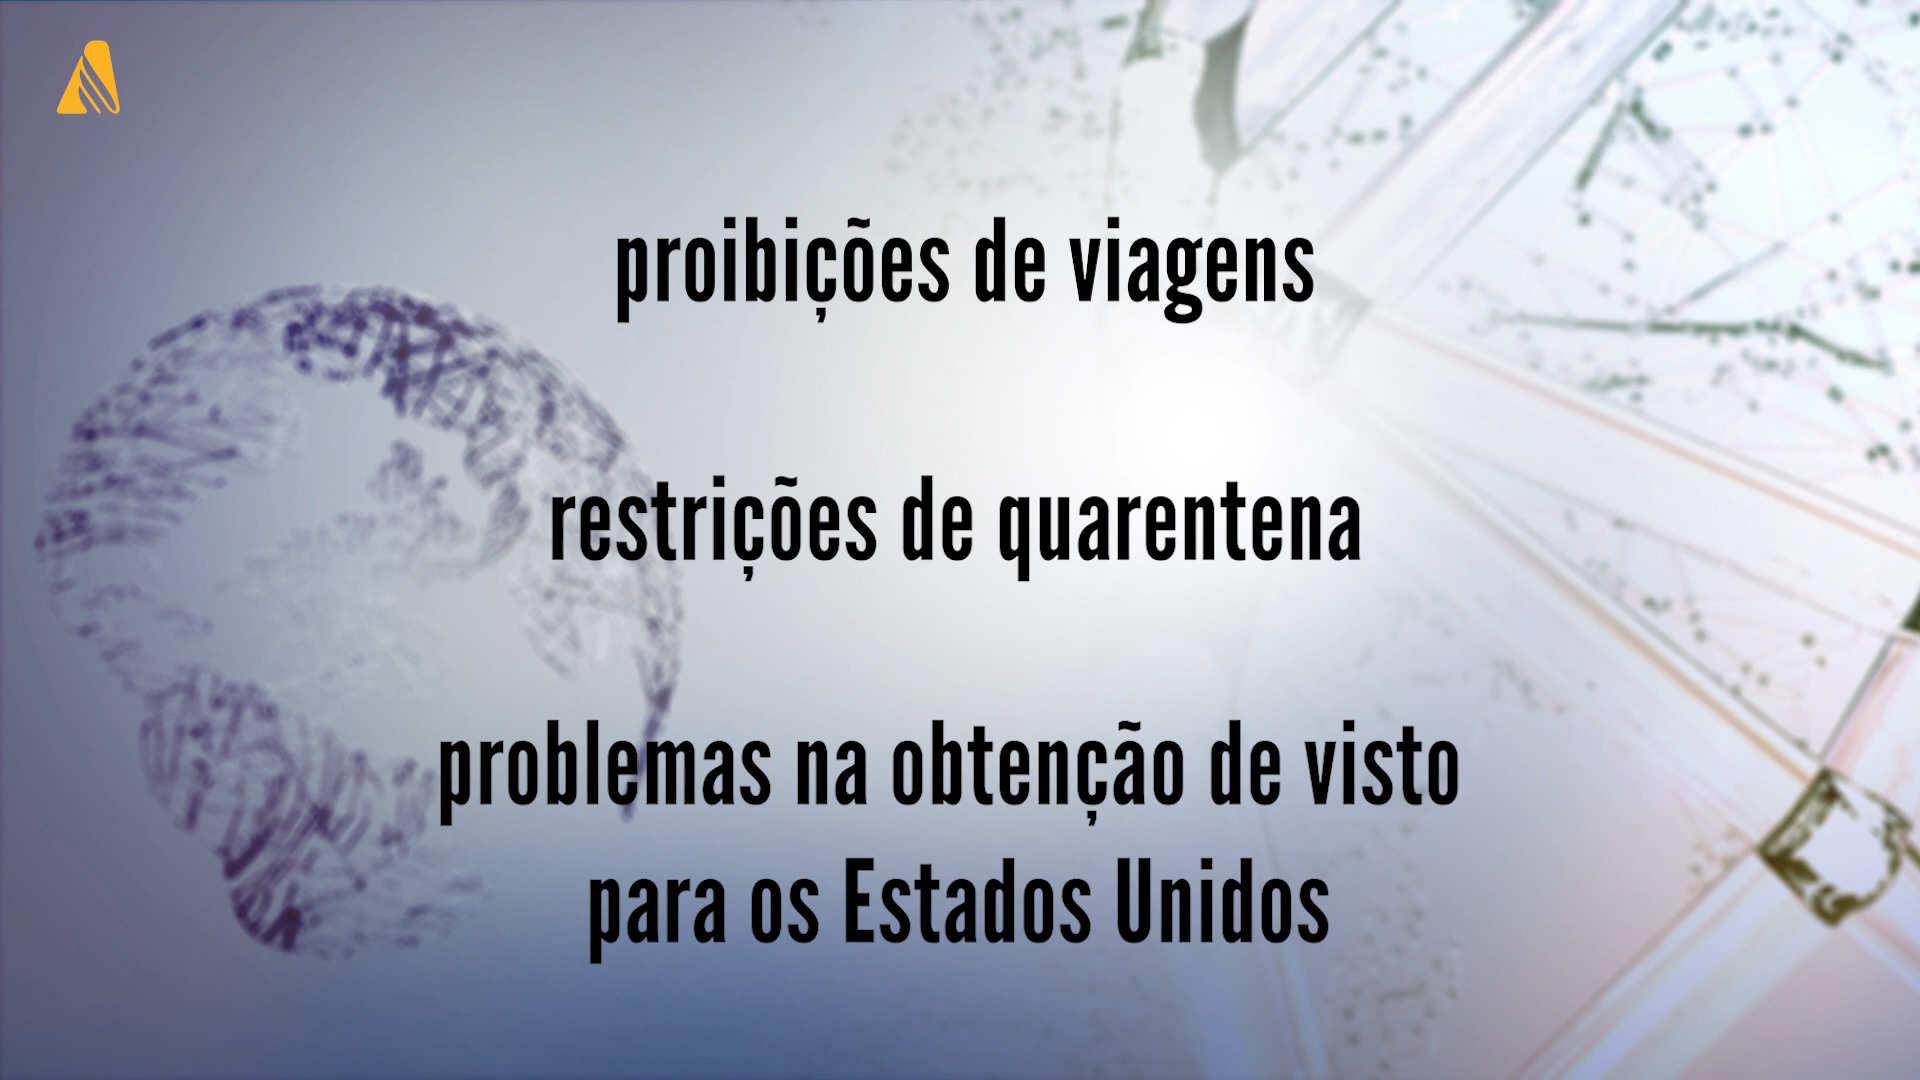 proibições de viagens
restrições de quarentena
problemas na obtenção de visto
para os Estados Unidos